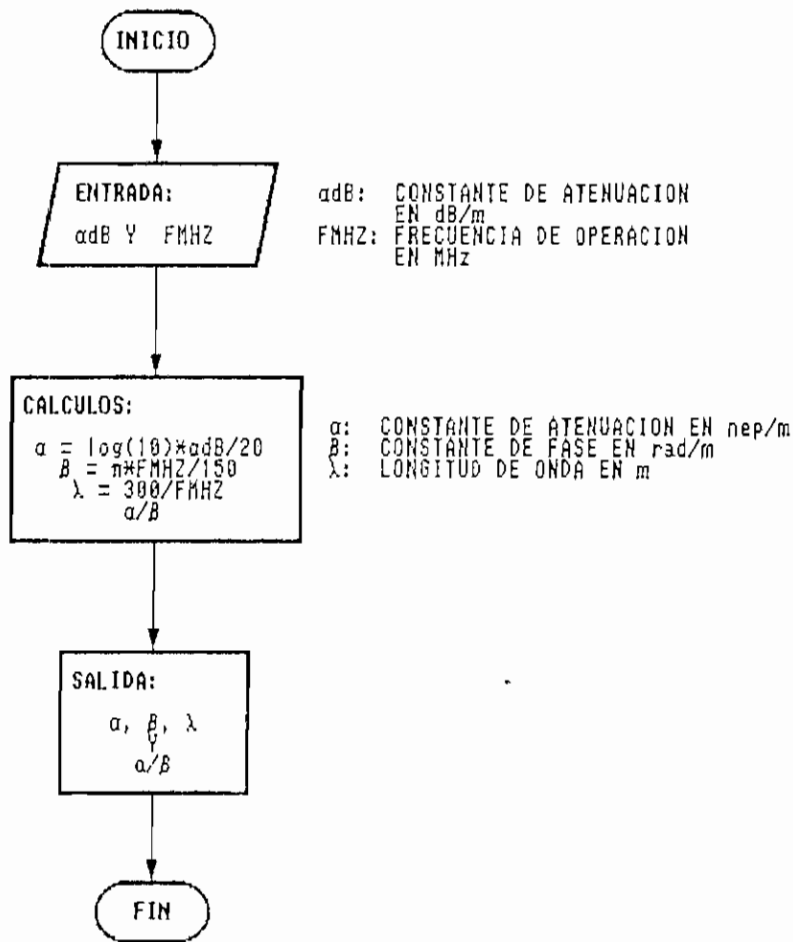 INICIO
ENTRADA:
αdB Y FMHZ
αdB: CONSTANTE DE ATENUACION
EN dB/m
FMHZ: FRECUENCIA DE OPERACION
EN MHz
CALCULOS:
α = log(10)*αdB/20
β = π*FMHZ/150
λ = 300/FMHZ
α/β
α: CONSTANTE DE ATENUACION EN nep/m
β: CONSTANTE DE FASE EN rad/m
λ: LONGITUD DE ONDA EN m
SALIDA:
α, β, λ
Y
α/β
FIN